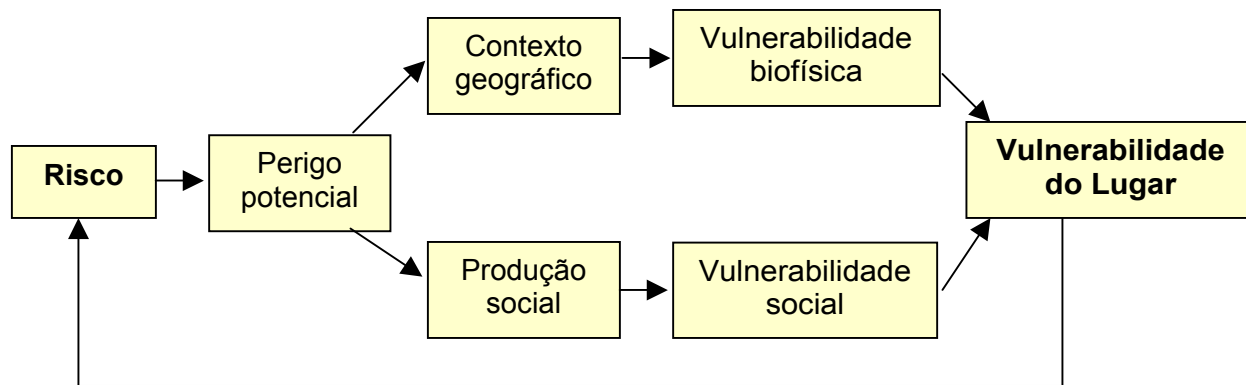 Risco
Perigo
potencial
Contexto
geográfico
Vulnerabilidade
biofísica
Produção
social
Vulnerabilidade
social
Vulnerabilidade
do Lugar